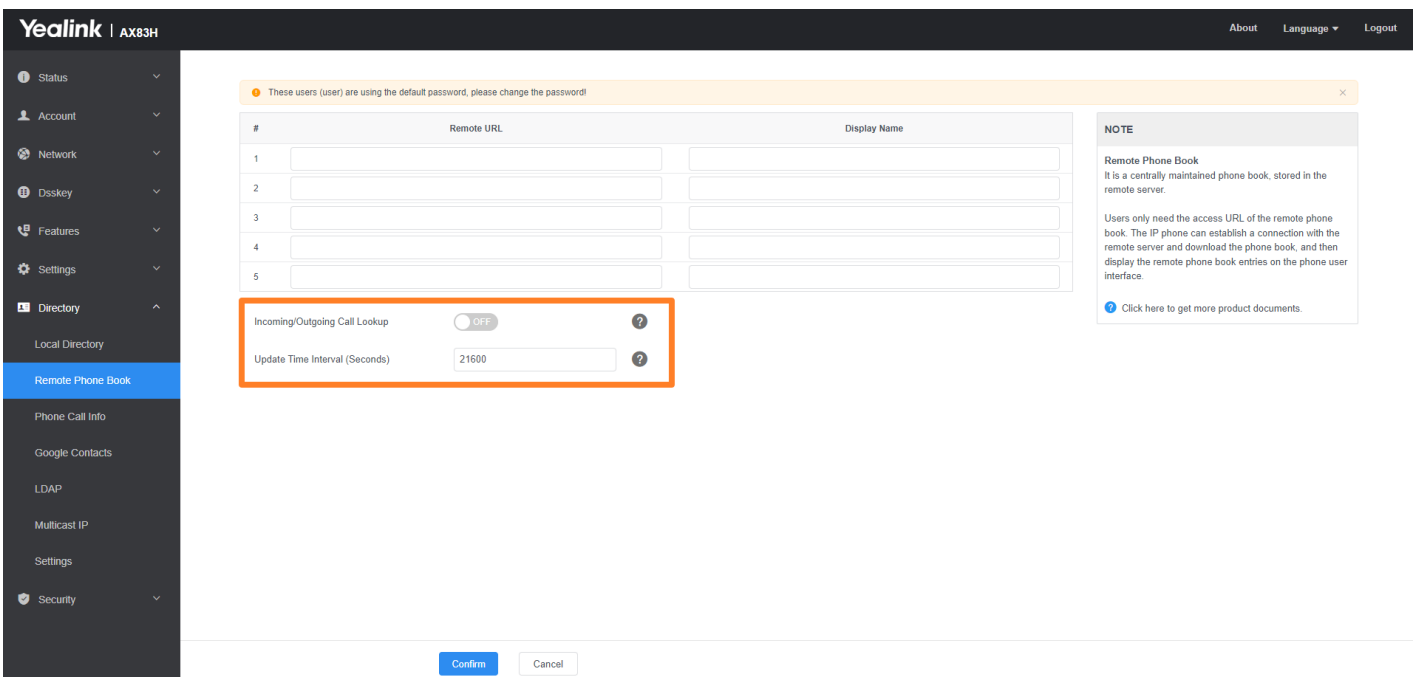 Yealink | AX83H
About Language Logout
Status
Account
Network
Dsskey
Features
Settings
Directory
Local Directory
Remote Phone Book
Phone Call Info
Google Contacts
LDAP
Multicast IP
Settings
Security
These users (user) are using the default password, please change the password!
# Remote URL Display Name
1
2
3
4
5
Incoming/Outgoing Call Lookup OFF ?
Update Time Interval (Seconds) 21600 ?
NOTE
Remote Phone Book
It is a centrally maintained phone book, stored in the
remote server.
Users only need the access URL of the remote phone
book. The IP phone can establish a connection with the
remote server and download the phone book, and then
display the remote phone book entries on the phone user
interface.
? Click here to get more product documents.
Confirm Cancel